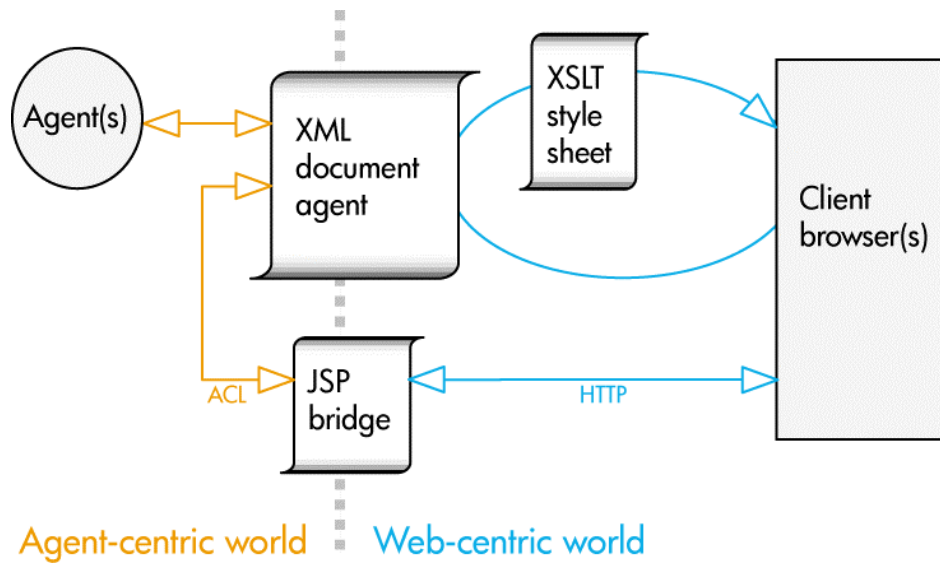 Agent(s)
XML
document
agent
XSLT
style
sheet
Client
browser(s)
JSP
bridge
ACL
HTTP
Agent-centric world
Web-centric world